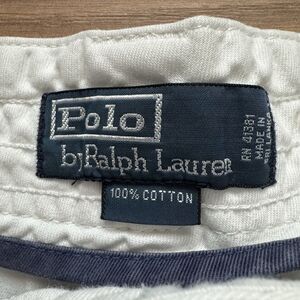 Polo
by Ralph Lauren
RN 41381
MADE IN
SRI LANKA
100% COTTON